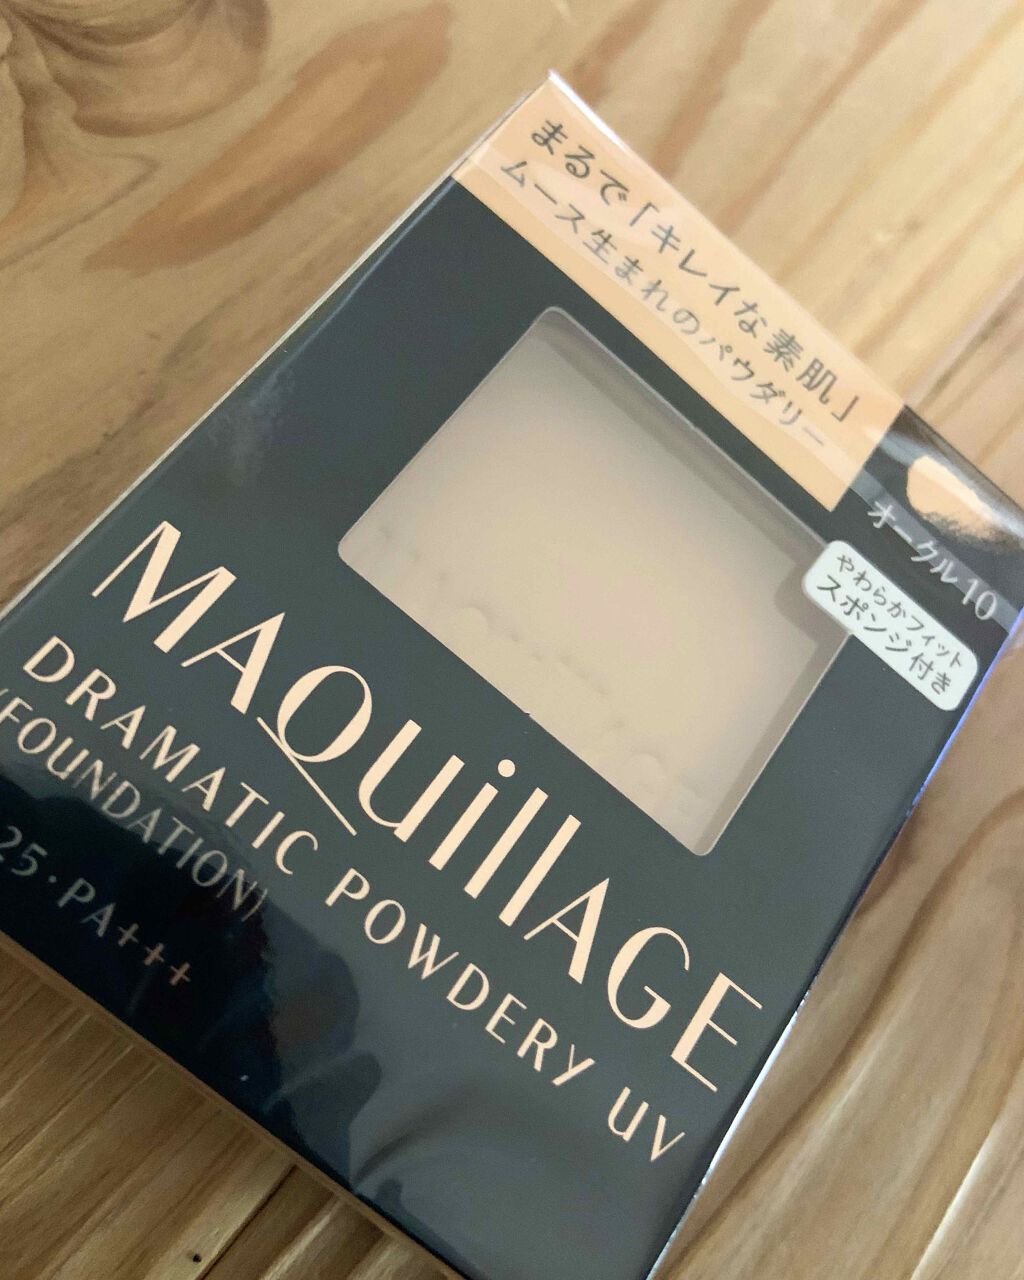 まるで「キレイな素肌」
ムース生まれのパウダリー
オークル10
やわらかフィット
スポンジ付き
MAQuillAGE
DRAMATIC POWDERY UV
(FOUNDATION)
25・PA+++